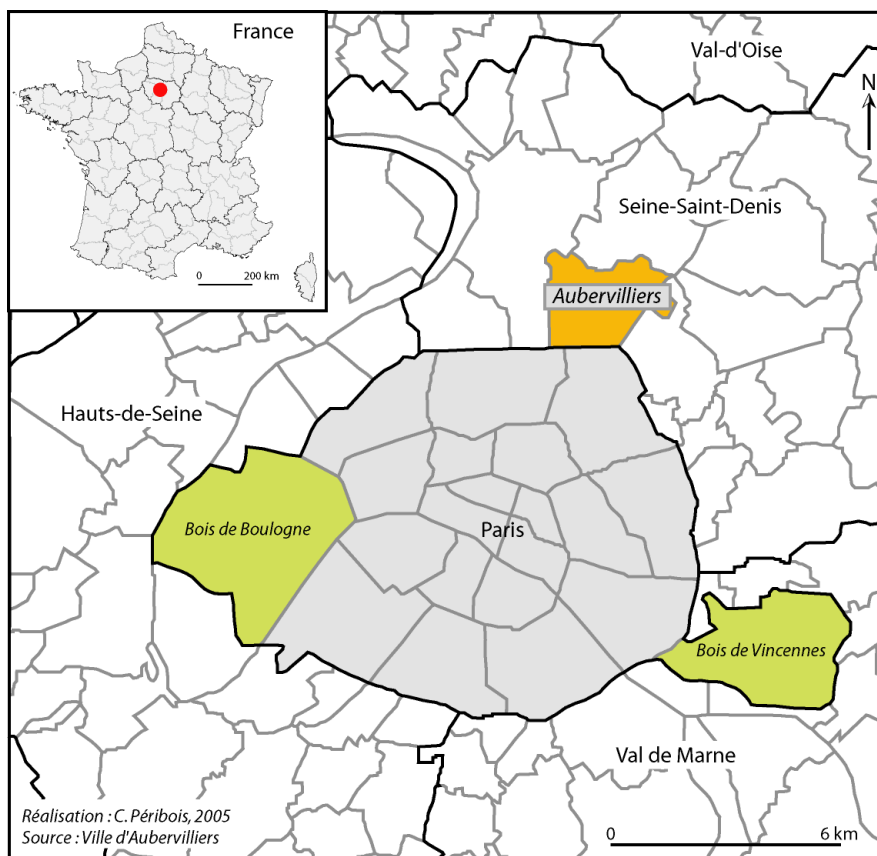 France
0 200 km
Val-d'Oise
N
Seine-Saint-Denis
Aubervilliers
Hauts-de-Seine
Bois de Boulogne
Paris
Bois de Vincennes
Val de Marne
Réalisation : C. Péribois, 2005
Source : Ville d'Aubervilliers
0 6 km